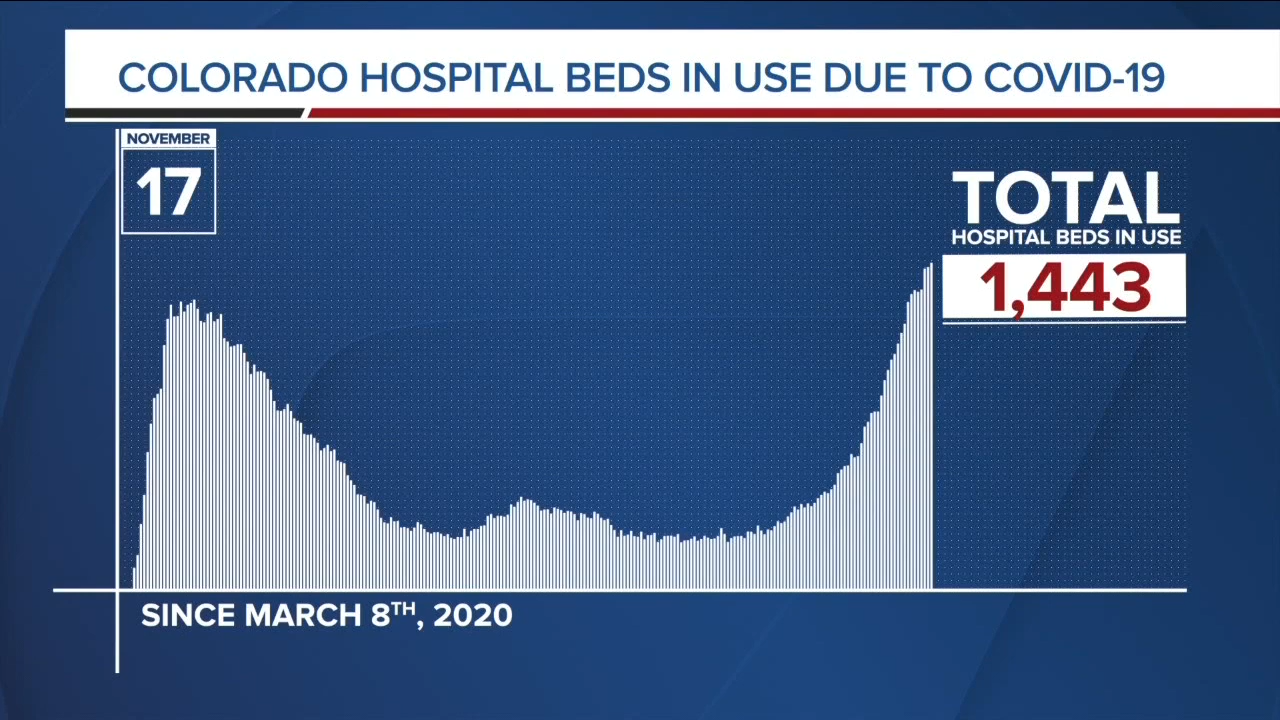 COLORADO HOSPITAL BEDS IN USE DUE TO COVID-19
NOVEMBER
17
TOTAL
HOSPITAL BEDS IN USE
1,443
SINCE MARCH 8TH, 2020